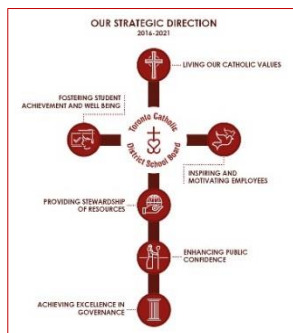 OUR STRATEGIC DIRECTION
2016-2021
LIVING OUR CATHOLIC VALUES
FOSTERING STUDENT
ACHIEVEMENT AND WELL BEING
Toronto Catholic
District School Board
INSPIRING AND
MOTIVATING EMPLOYEES
PROVIDING STEWARDSHIP
OF RESOURCES
ENHANCING PUBLIC
CONFIDENCE
ACHIEVING EXCELLENCE IN
GOVERNANCE